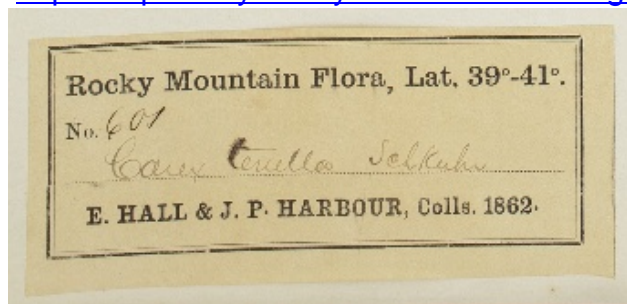 Rocky Mountain Flora, Lat. 39°-41°.
No. 601
Carex tenella Schkuhr
E. HALL & J. P. HARBOUR, Colls. 1862.